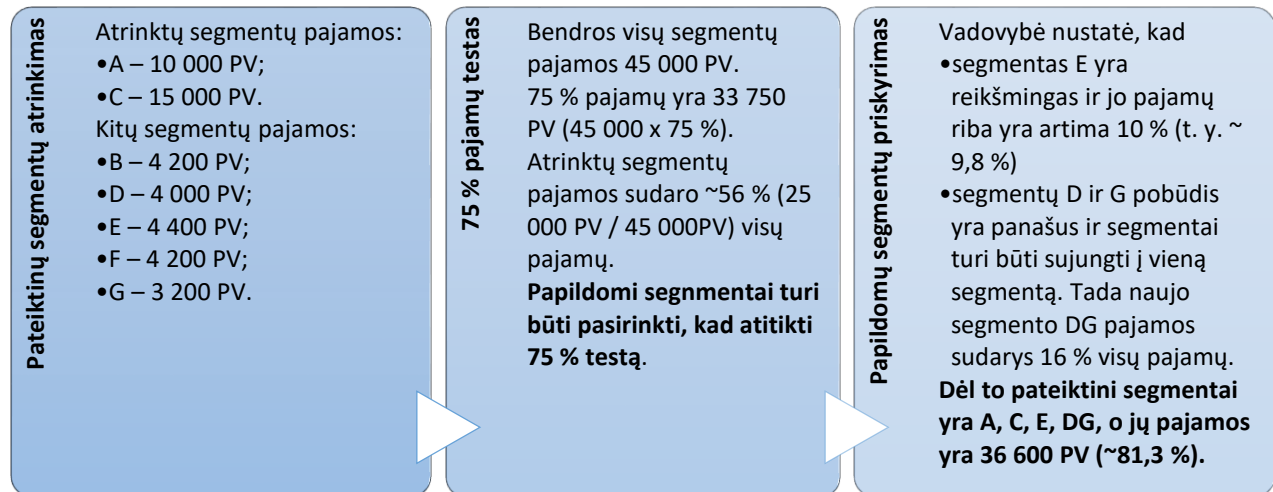 Pateiktinų segmentų atrinkimas
Atrinktų segmentų pajamos:
•A – 10 000 PV;
•C – 15 000 PV.
Kitų segmentų pajamos:
•B – 4 200 PV;
•D – 4 000 PV;
•E – 4 400 PV;
•F – 4 200 PV;
•G – 3 200 PV.
75 % pajamų testas
Bendros visų segmentų
pajamos 45 000 PV.
75 % pajamų yra 33 750
PV (45 000 x 75 %).
Atrinktų segmentų
pajamos sudaro ~56 % (25
000 PV / 45 000PV) visų
pajamų.
Papildomi segnmentai turi
būti pasirinkti, kad atitikti
75 % testą.
Papildomų segmentų priskyrimas
Vadovybė nustatė, kad
•segmentas E yra
reikšmingas ir jo pajamų
riba yra artima 10 % (t. y. ~
9,8 %)
•segmentų D ir G pobūdis
yra panašus ir segmentai
turi būti sujungti į vieną
segmentą. Tada naujo
segmento DG pajamos
sudarys 16 % visų pajamų.
Dėl to pateiktini segmentai
yra A, C, E, DG, o jų pajamos
yra 36 600 PV (~81,3 %).